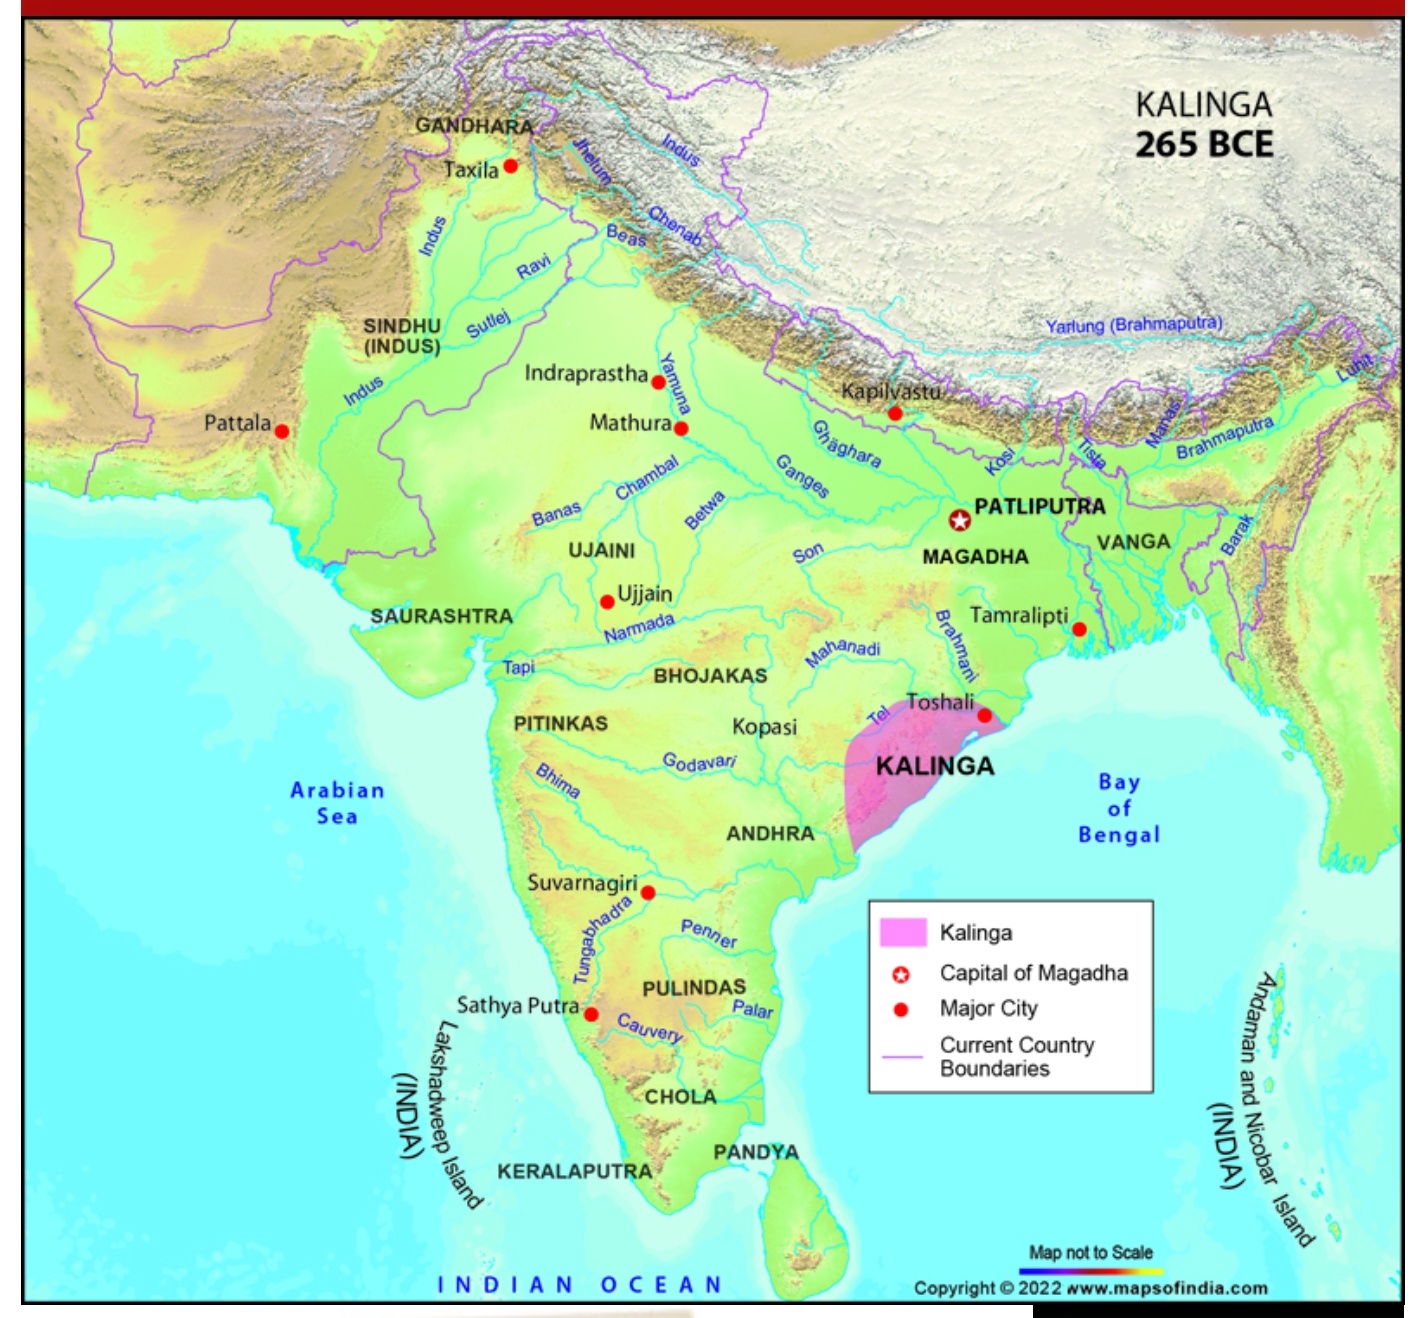 KALINGA
265 BCE
GANDHARA
Taxila
Jhelum
Indus
Indus
Chenab
Beas
Ravi
Sutlej
SINDHU
(INDUS)
Indus
Yarlung (Brahmaputra)
Luhit
Indraprastha
Yamuna
Kapilvastu
Manas
Brahmaputra
Pattala
Mathura
Ghaghara
Kosi
Tista
Chambal
Ganges
Banas
Betwa
PATLIPUTRA
Barak
UJAINI
Son
MAGADHA
VANGA
Ujjain
SAURASHTRA
Narmada
Tamralipti
Brahmani
Mahanadi
Tapi
BHOJAKAS
Toshali
Tel
PITINKAS
Kopasi
Godavari
KALINGA
Bhima
Arabian
Sea
Bay
of
Bengal
ANDHRA
Suvarnagiri
Tungabhadra
Penner
PULINDAS
Sathya Putra
Palar
Cauvery
Lakshadweep Island
(INDIA)
CHOLA
PANDYA
KERALAPUTRA
Kalinga
Capital of Magadha
Major City
Current Country
Boundaries
Andaman and Nicobar Island
(INDIA)
INDIAN OCEAN
Map not to Scale
Copyright © 2022 www.mapsofindia.com